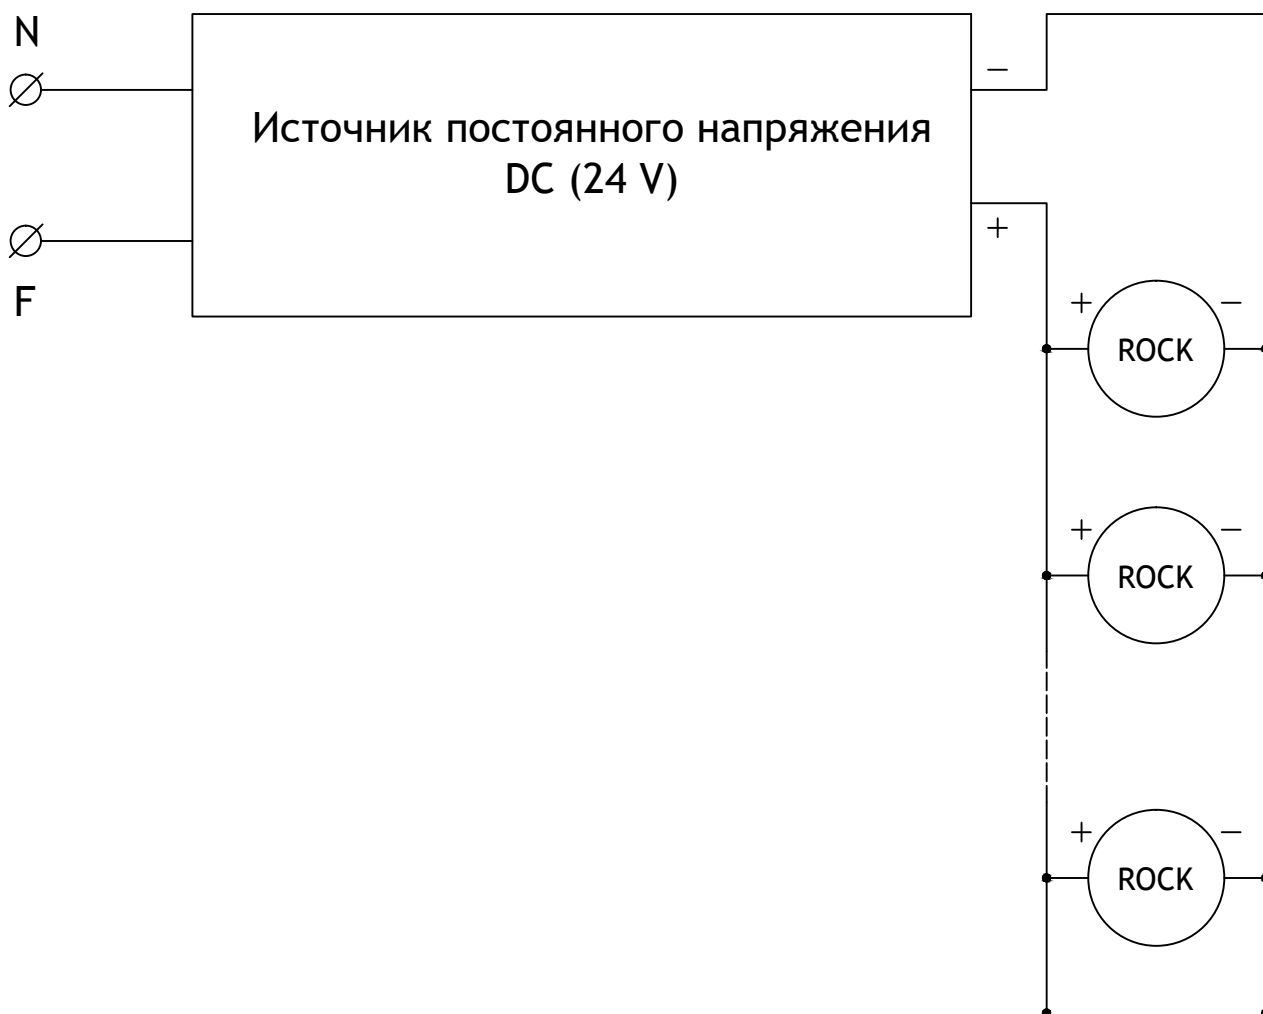 N
Источник постоянного напряжения
DC (24 V)
−
+
F
+ −
ROCK
+ −
ROCK
+ −
ROCK